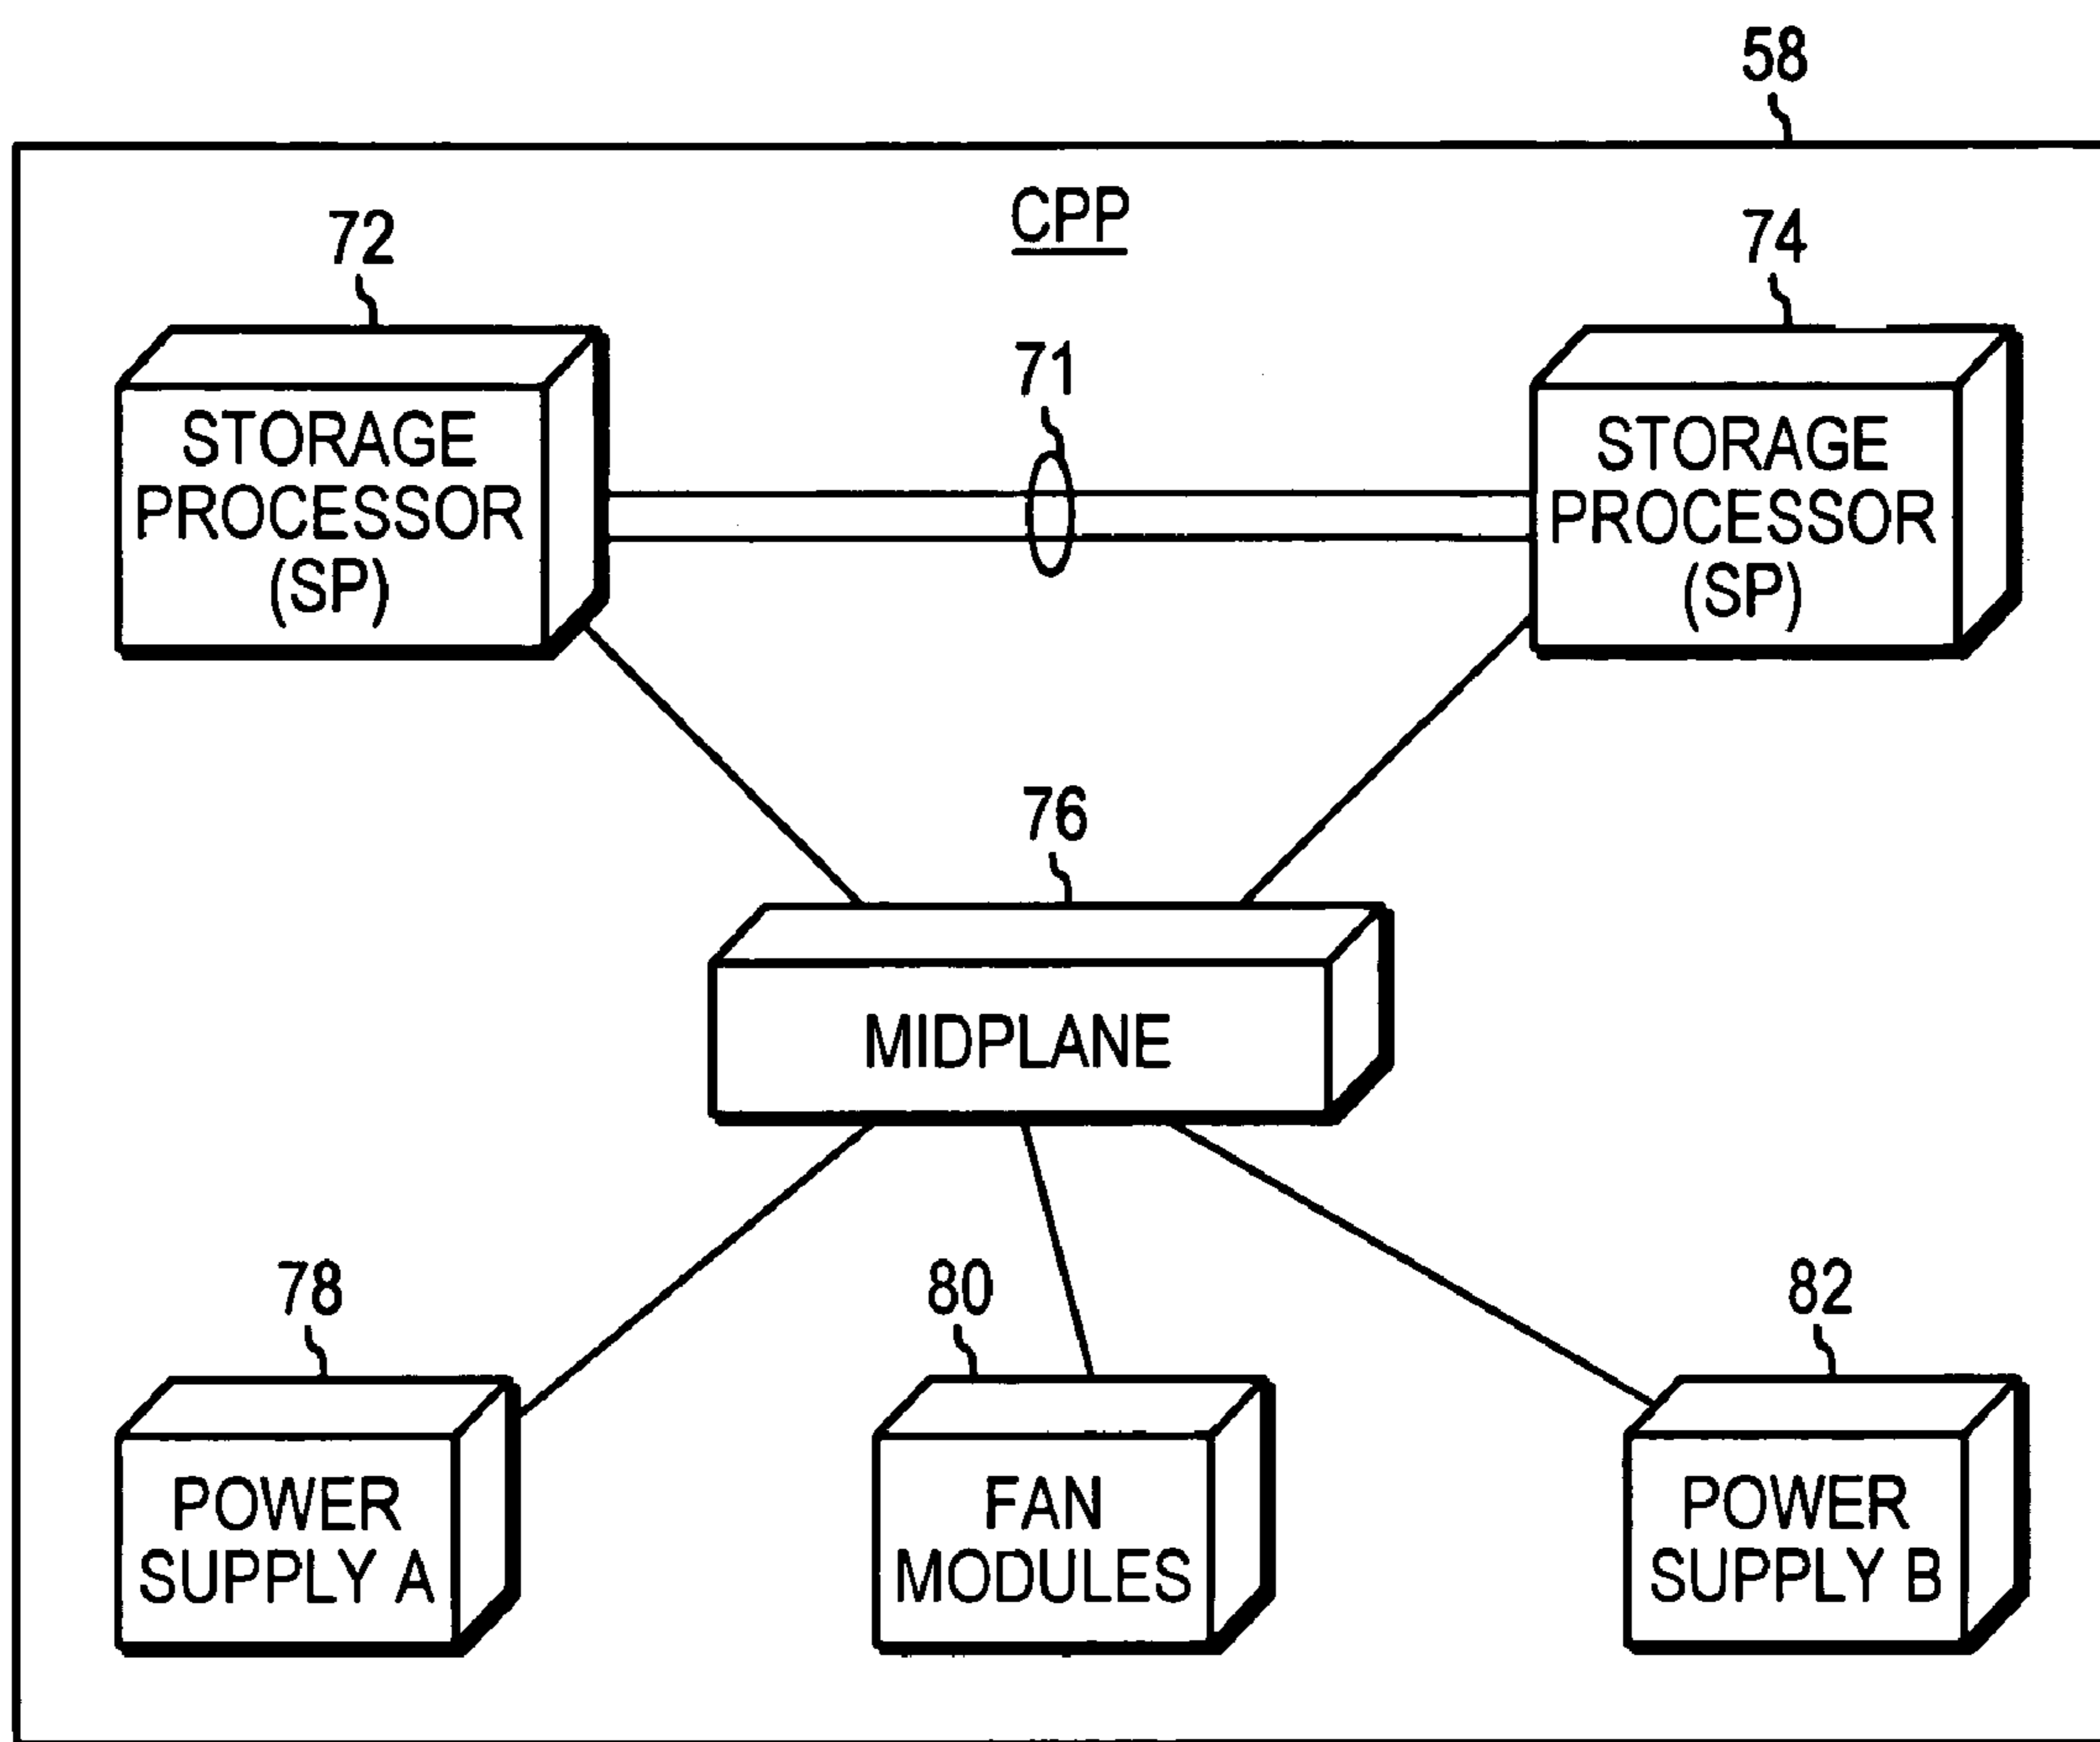 58
CPP
72
74
71
STORAGE
PROCESSOR
(SP)
STORAGE
PROCESSOR
(SP)
76
MIDPLANE
78
80
82
POWER
SUPPLY A
FAN
MODULES
POWER
SUPPLY B